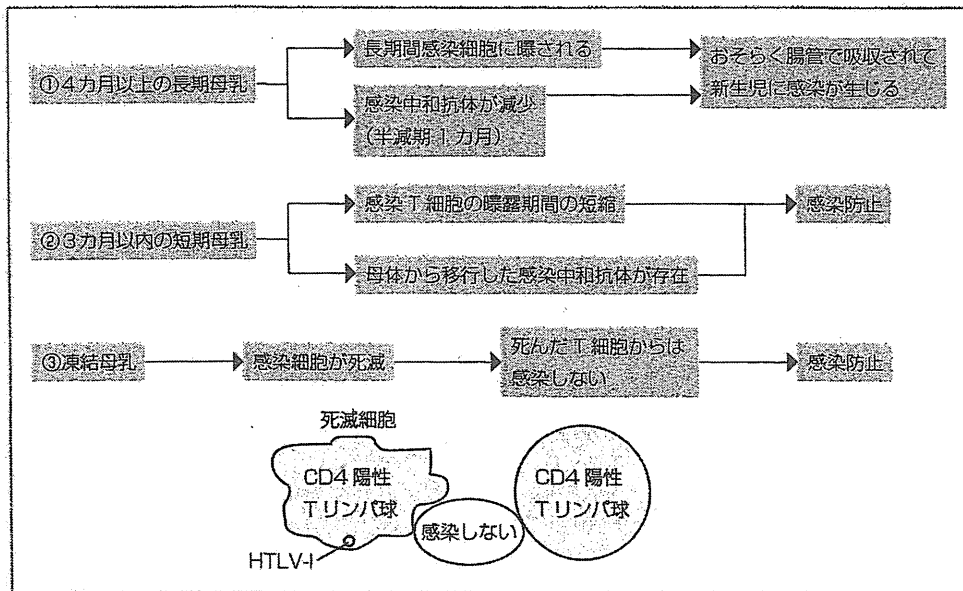 ①4カ月以上の長期母乳
長期間感染細胞に曝される
感染中和抗体が減少
(半減期1カ月)
おそらく腸管で吸収されて
新生児に感染が生じる
②3カ月以内の短期母乳
感染T細胞の曝露期間の短縮
母体から移行した感染中和抗体が存在
感染防止
③凍結母乳
感染細胞が死滅
死んだT細胞からは
感染しない
感染防止
死滅細胞
CD4陽性
Tリンパ球
HTLV-I
感染しない
CD4陽性
Tリンパ球